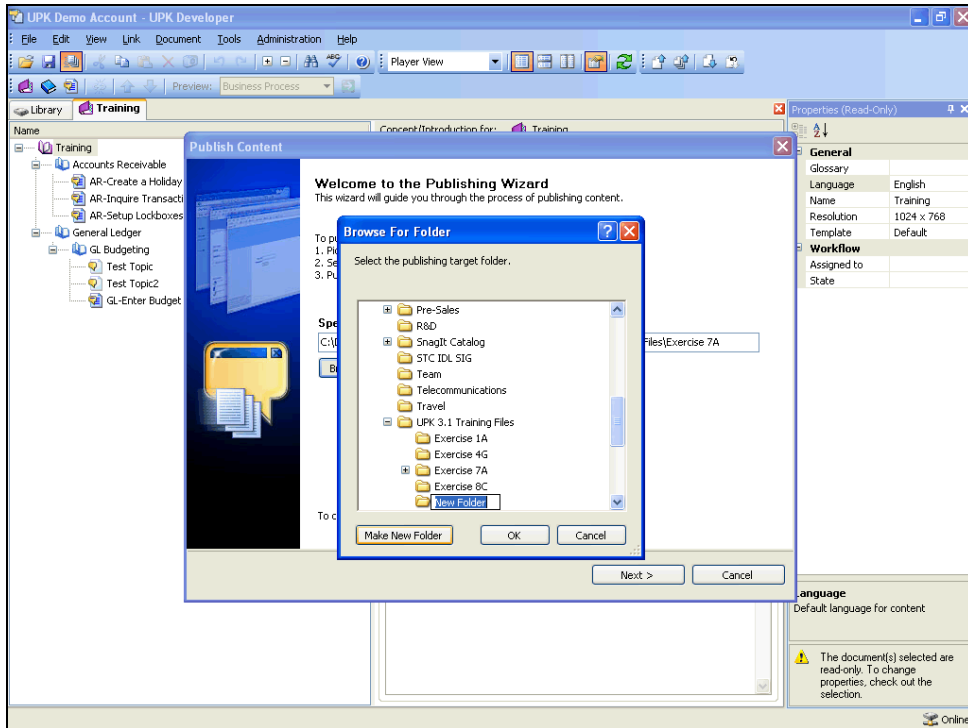 UPK Demo Account - UPK Developer
File Edit View Link Document Tools Administration Help
Player View
Preview: Business Process
Library Training
Name
Concept/Introduction for: Training
Training
Accounts Receivable
AR-Create a Holiday
AR-Inquire Transacti
AR-Setup Lockboxes
General Ledger
GL Budgeting
Test Topic
Test Topic2
GL-Enter Budget
Publish Content
Welcome to the Publishing Wizard
This wizard will guide you through the process of publishing content.
To pu
1. Pic
2. Se
3. Pu
Spe
C:\D
Files\Exercise 7A
Br
To c
Next > Cancel
Browse For Folder
Select the publishing target folder.
Pre-Sales
R&D
SnagIt Catalog
STC IDL SIG
Team
Telecommunications
Travel
UPK 3.1 Training Files
Exercise 1A
Exercise 4G
Exercise 7A
Exercise 8C
New Folder
Make New Folder OK Cancel
Properties (Read-Only)
General
Glossary
Language English
Name Training
Resolution 1024 x 768
Template Default
Workflow
Assigned to
State
Language
Default language for content
The document(s) selected are
read-only. To change
properties, check out the
selection.
Online